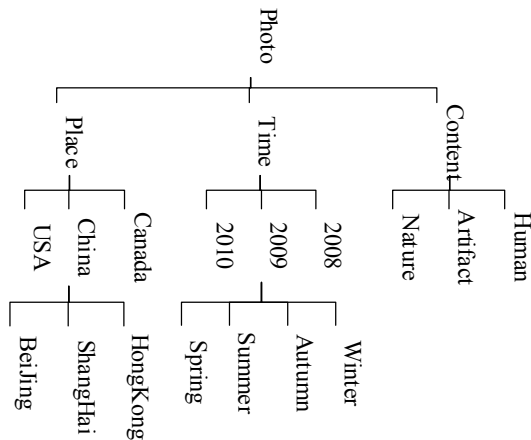 Photo
Content
Time
Place
Human
Artifact
Nature
2008
2009
2010
Canada
China
USA
Winter
Autumn
Summer
Spring
HongKong
ShangHai
BeiJing